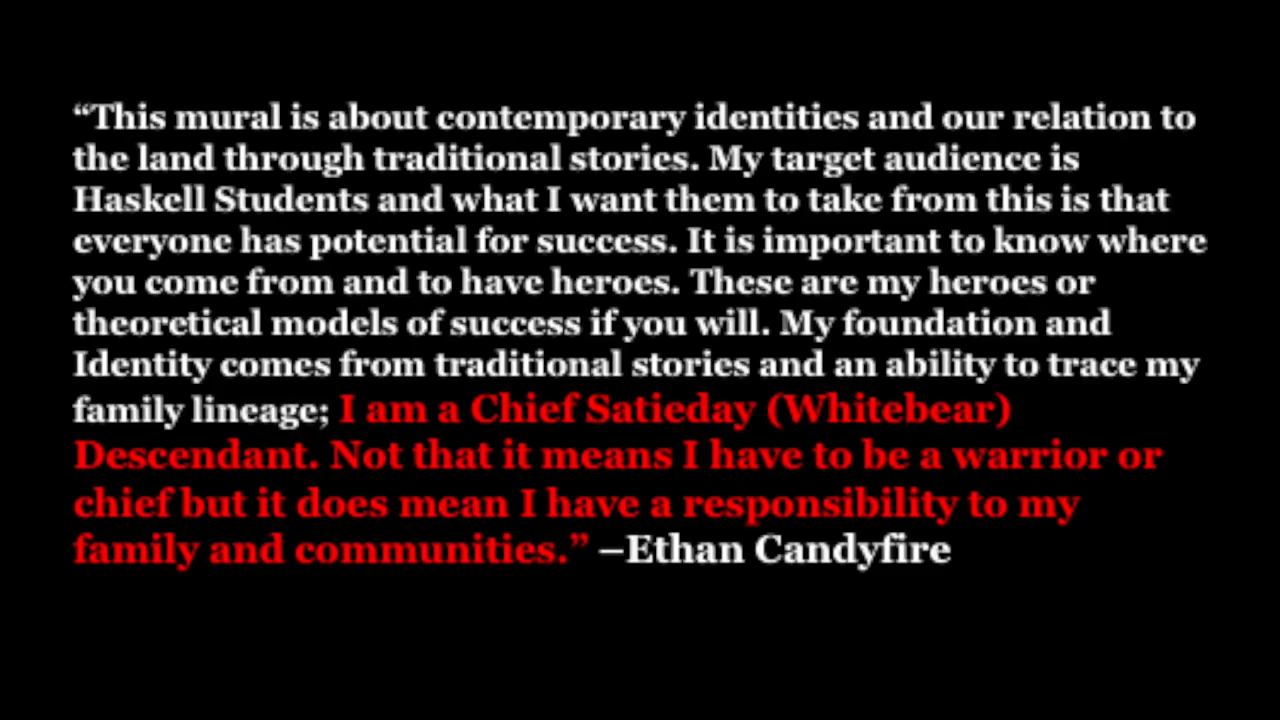 “This mural is about contemporary identities and our relation to
the land through traditional stories. My target audience is
Haskell Students and what I want them to take from this is that
everyone has potential for success. It is important to know where
you come from and to have heroes. These are my heroes or
theoretical models of success if you will. My foundation and
Identity comes from traditional stories and an ability to trace my
family lineage; I am a Chief Satieday (Whitebear)
Descendant. Not that it means I have to be a warrior or
chief but it does mean I have a responsibility to my
family and communities.” –Ethan Candyfire